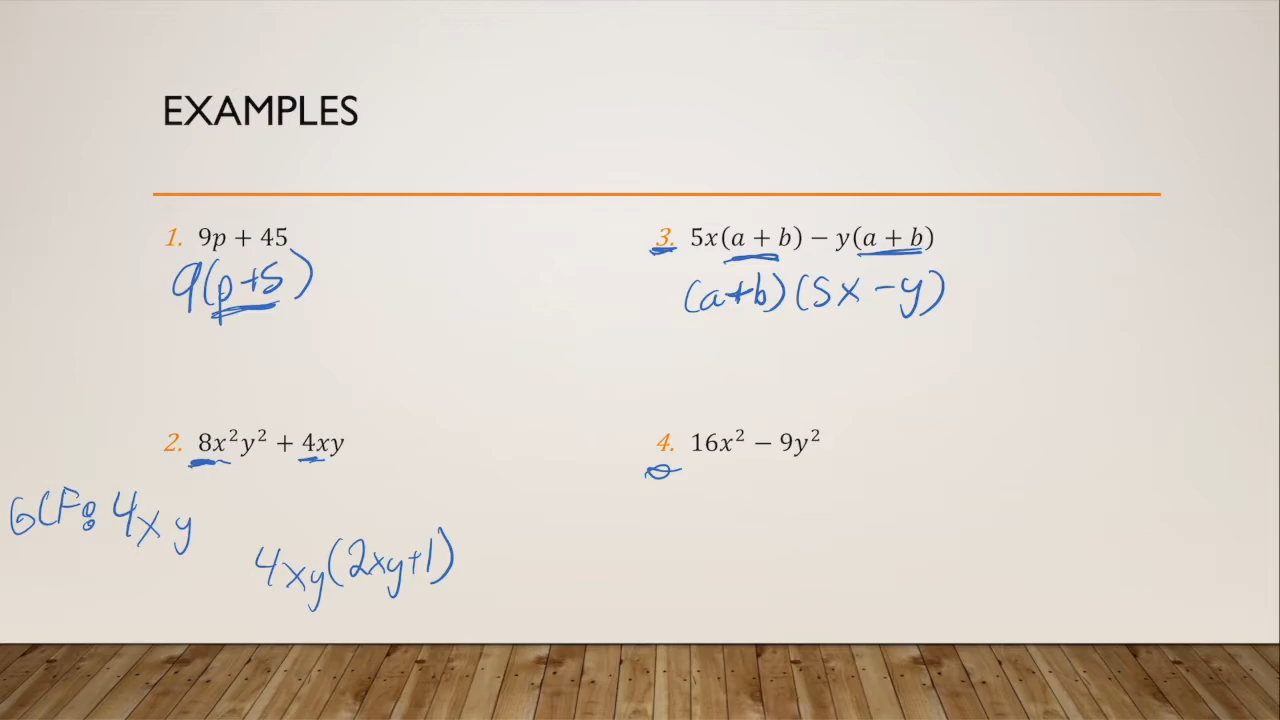 EXAMPLES
1. 9p + 45
9(p+5)
2. 8x²y² + 4xy
GCF: 4xy
4xy(2xy+1)
3. 5x(a + b) − y(a + b)
(a+b)(5x−y)
4. 16x² − 9y²